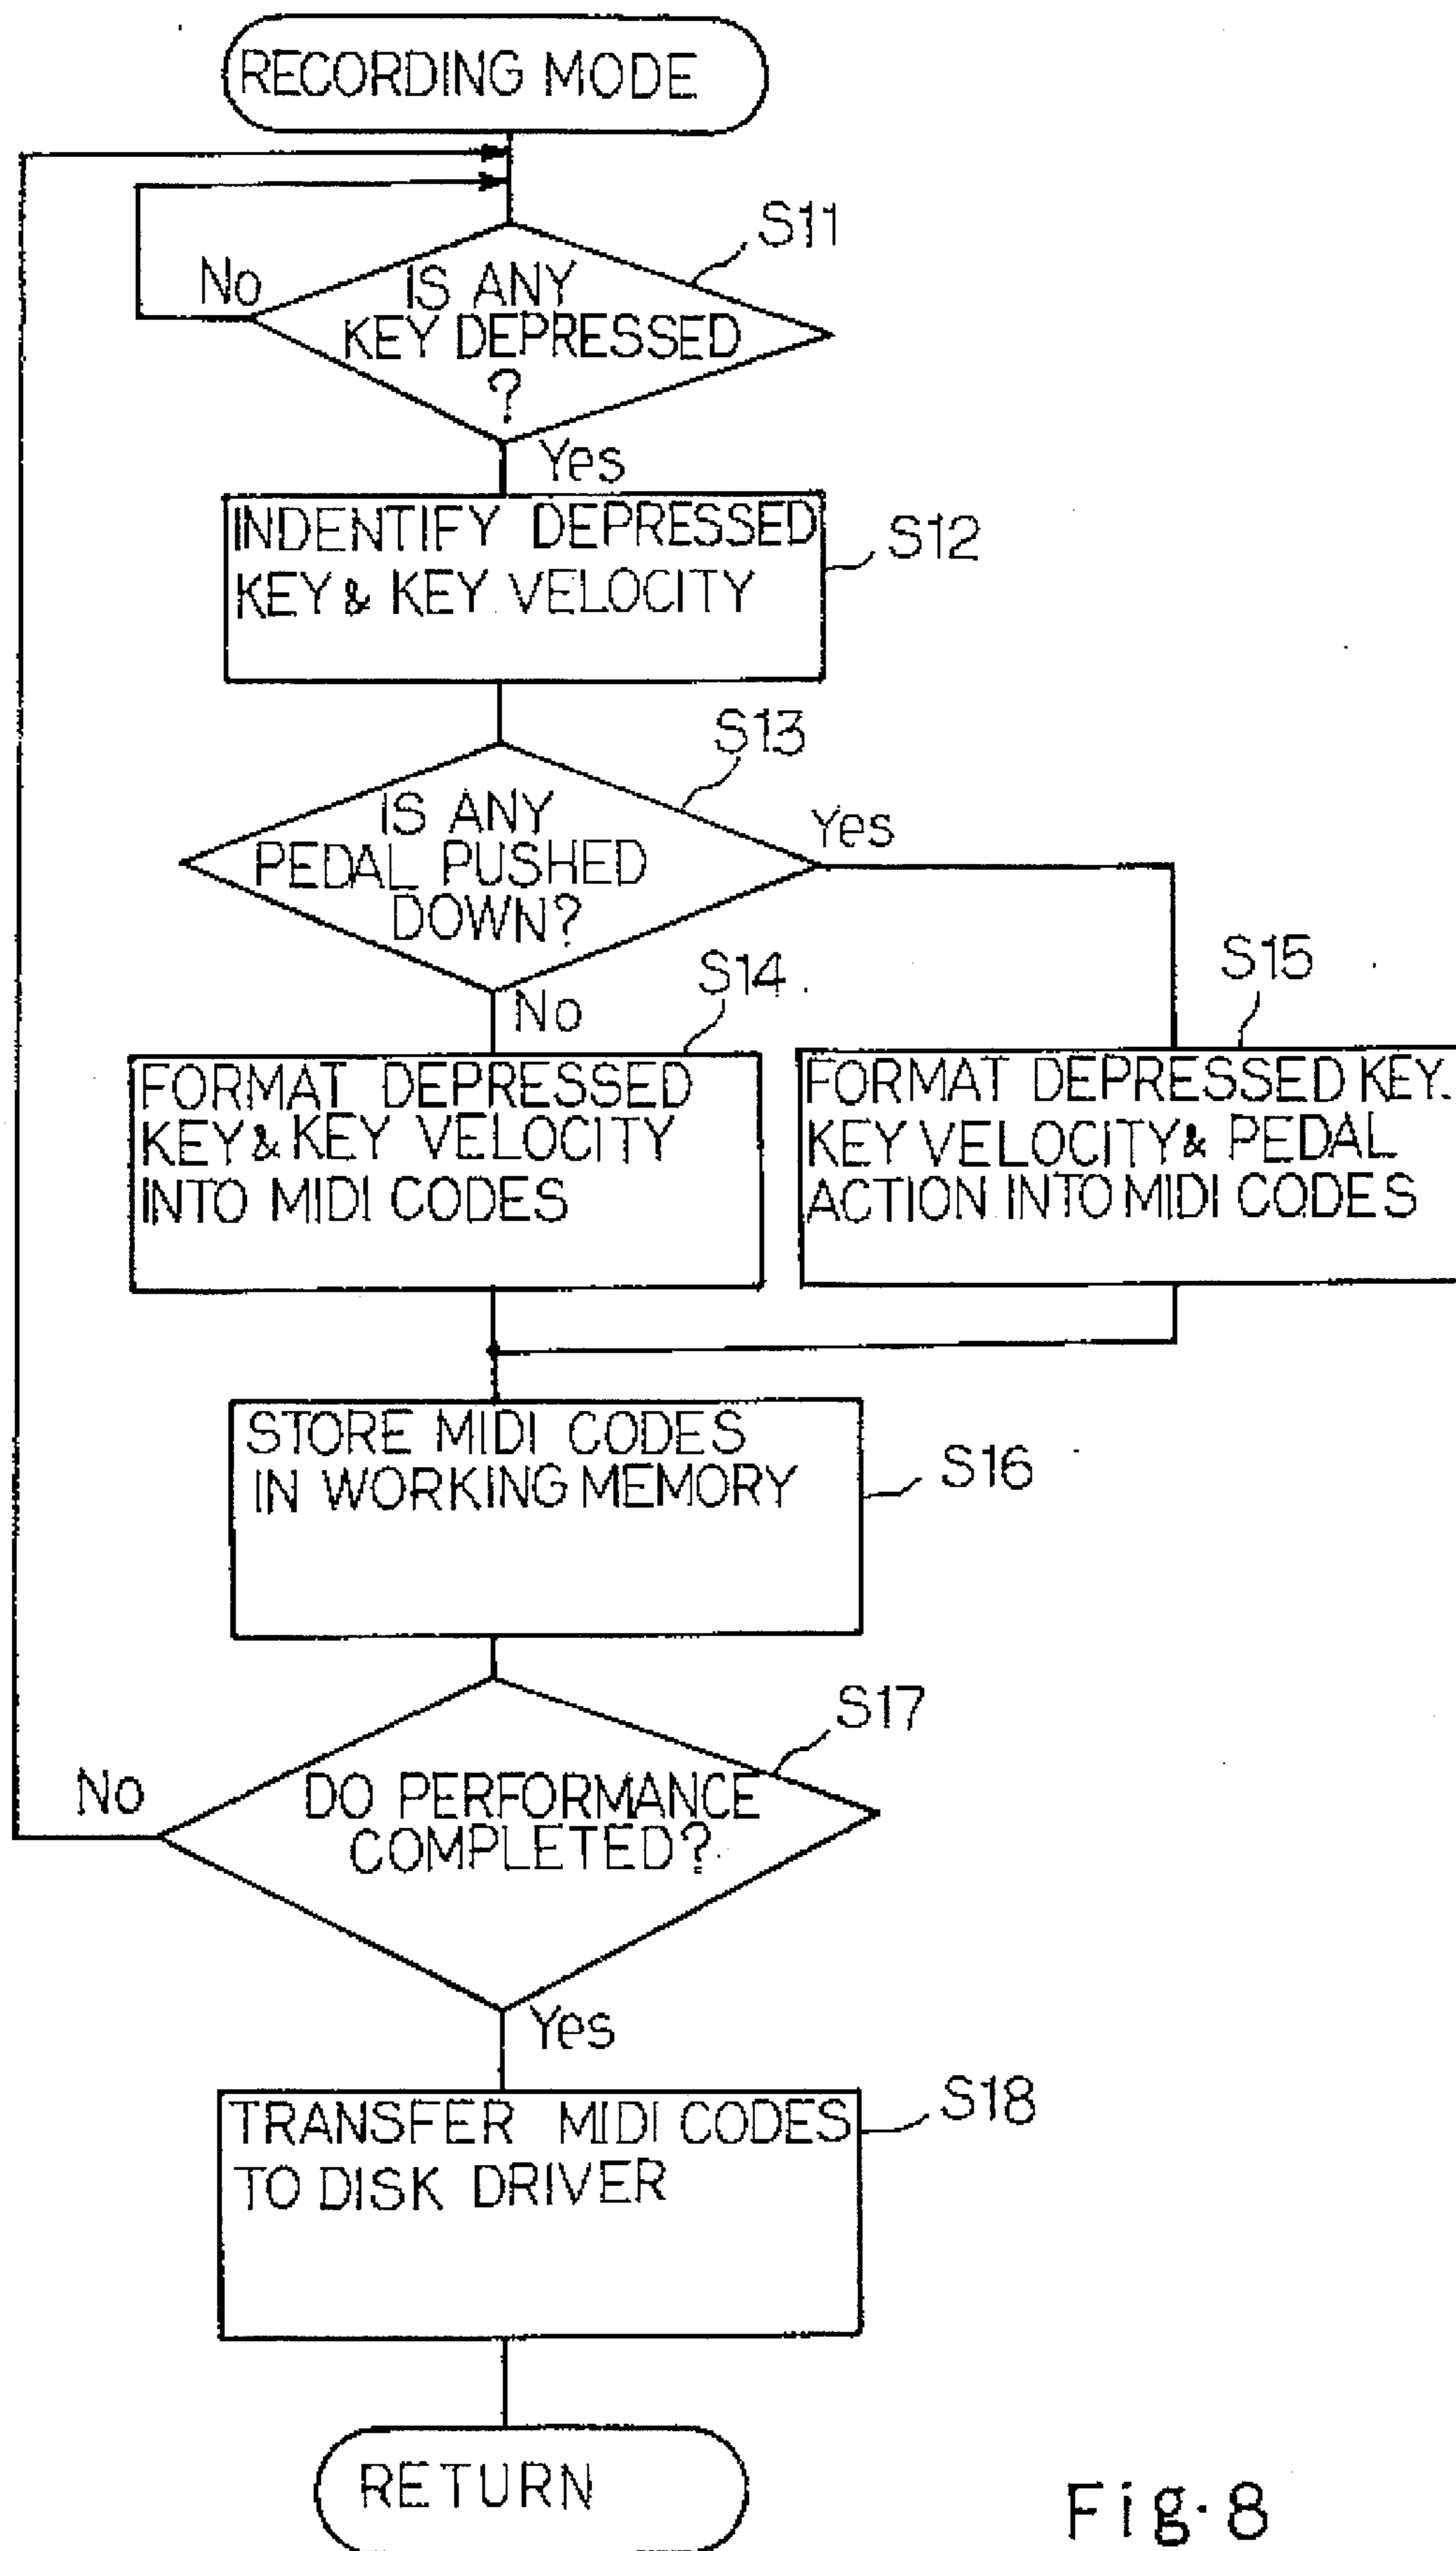 RECORDING MODE
S11
No
IS ANY
KEY DEPRESSED
?
Yes
INDENTIFY DEPRESSED
KEY & KEY VELOCITY
S12
S13
IS ANY
PEDAL PUSHED
DOWN?
Yes
No
S14
S15
FORMAT DEPRESSED
KEY & KEY VELOCITY
INTO MIDI CODES
FORMAT DEPRESSED KEY.
KEY VELOCITY & PEDAL
ACTION INTO MIDI CODES
STORE MIDI CODES
IN WORKING MEMORY
S16
S17
No
DO PERFORMANCE
COMPLETED?
Yes
TRANSFER MIDI CODES
TO DISK DRIVER
S18
RETURN
Fig. 8